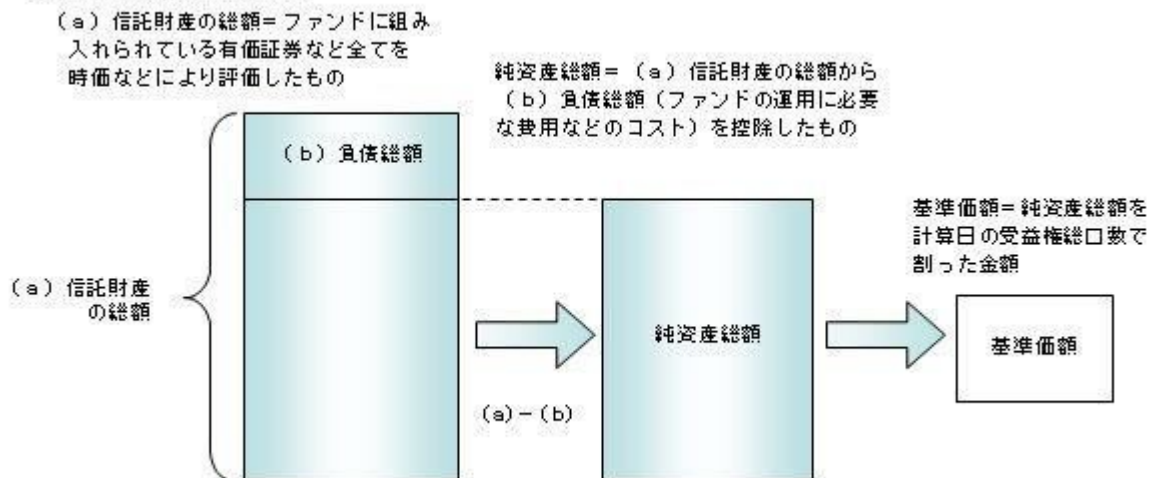 (a)信託財産の総額=ファンドに組み
入れられている有価証券など全てを
時価などにより評価したもの
純資産総額=(a)信託財産の総額から
(b)負債総額(ファンドの運用に必要
な費用などのコスト)を控除したもの
(b)負債総額
基準価額=純資産総額を
計算日の受益権総口数で
割った金額
(a)信託財産
の総額
純資産総額
基準価額
(a)-(b)